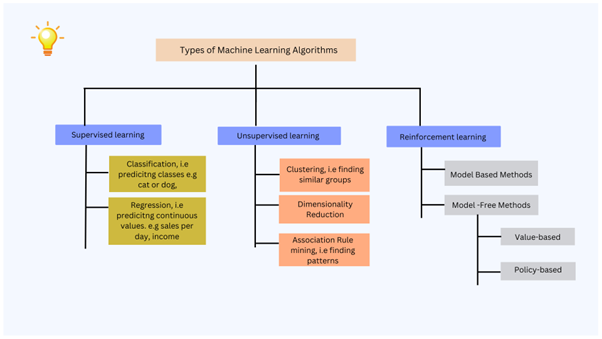 Types of Machine Learning Algorithms
Supervised learning
Classification, i.e
predicitng classes e.g
cat or dog,
Regression, i.e
predicitng continuous
values. e.g sales per
day, income
Unsupervised learning
Clustering, i.e finding
similar groups
Dimensionality
Reduction
Association Rule
mining, i.e finding
patterns
Reinforcement learning
Model Based Methods
Model -Free Methods
Value-based
Policy-based